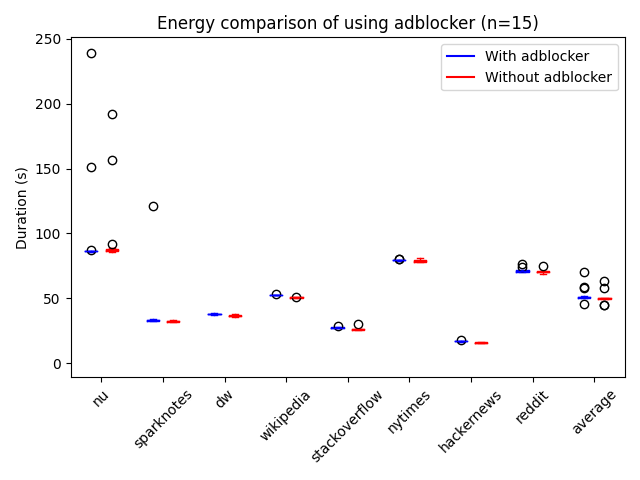 Energy comparison of using adblocker (n=15)
With adblocker
Without adblocker
Duration (s)
250
200
150
100
50
0
nu
sparknotes
dw
wikipedia
stackoverflow
nytimes
hackernews
reddit
average